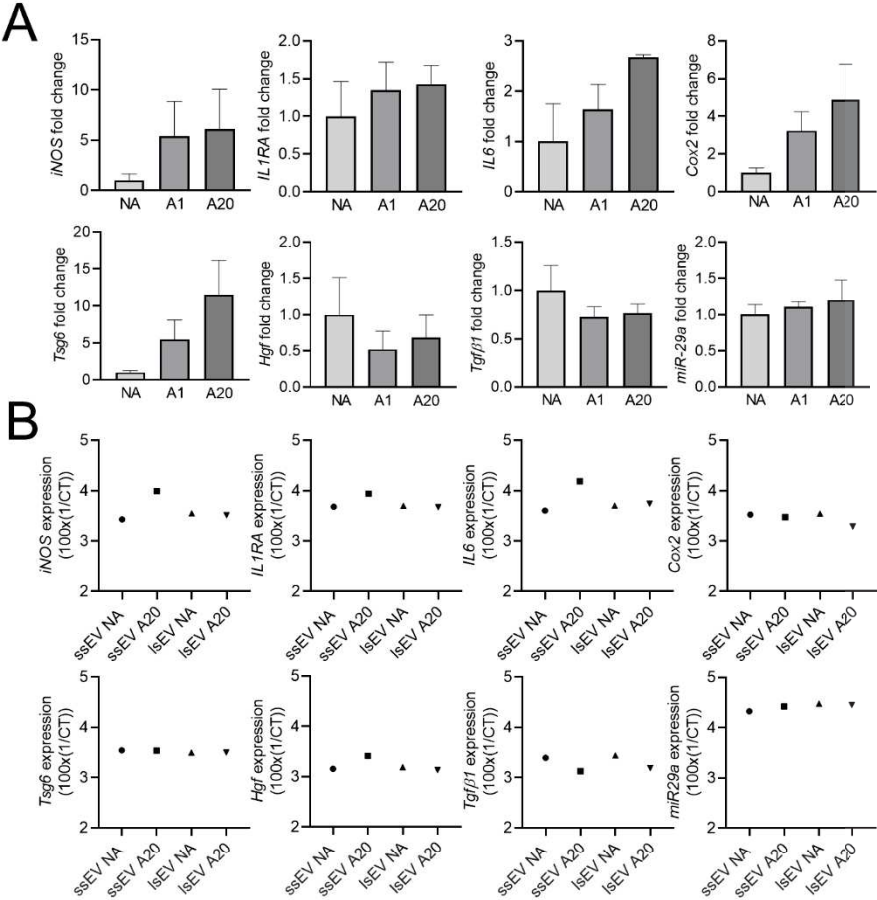 A
iNOS fold change
15
10
5
0
NA A1 A20
IL1RA fold change
2.0
1.5
1.0
0.5
0.0
NA A1 A20
IL6 fold change
3
2
1
0
NA A1 A20
Cox2 fold change
8
6
4
2
0
NA A1 A20
Tsg6 fold change
20
15
10
5
0
NA A1 A20
Hgf fold change
2.0
1.5
1.0
0.5
0.0
NA A1 A20
Tgfβ1 fold change
1.5
1.0
0.5
0.0
NA A1 A20
miR-29a fold change
2.0
1.5
1.0
0.5
0.0
NA A1 A20
B
iNOS expression
(100x(1/CT))
5
4
3
2
ssEV NA
ssEV A20
lsEV NA
lsEV A20
IL1RA expression
(100x(1/CT))
5
4
3
2
ssEV NA
ssEV A20
lsEV NA
lsEV A20
IL6 expression
(100x(1/CT))
5
4
3
2
ssEV NA
ssEV A20
lsEV NA
lsEV A20
Cox2 expression
(100x(1/CT))
5
4
3
2
ssEV NA
ssEV A20
lsEV NA
lsEV A20
Tsg6 expression
(100x(1/CT))
5
4
3
2
ssEV NA
ssEV A20
lsEV NA
lsEV A20
Hgf expression
(100x(1/CT))
5
4
3
2
ssEV NA
ssEV A20
lsEV NA
lsEV A20
Tgfβ1 expression
(100x(1/CT))
5
4
3
2
ssEV NA
ssEV A20
lsEV NA
lsEV A20
miR29a expression
(100x(1/CT))
5
4
3
2
ssEV NA
ssEV A20
lsEV NA
lsEV A20